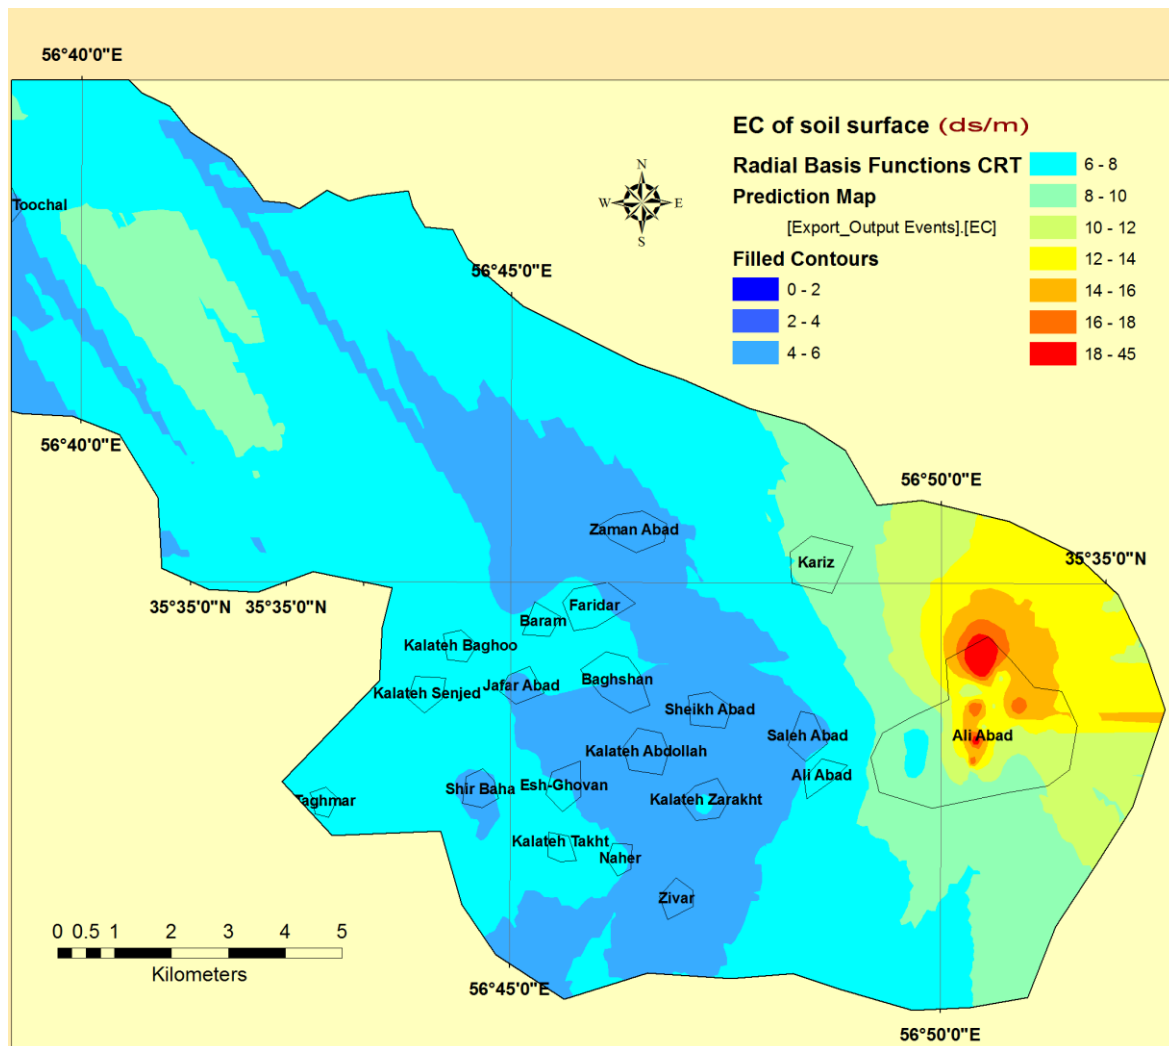 56°40'0"E
EC of soil surface (ds/m)
Radial Basis Functions CRT
Prediction Map
[Export_Output Events].[EC]
Filled Contours
0 - 2
2 - 4
4 - 6
6 - 8
8 - 10
10 - 12
12 - 14
14 - 16
16 - 18
18 - 45
N
W
E
S
Toochal
56°45'0"E
56°40'0"E
56°50'0"E
Zaman Abad
Kariz
35°35'0"N
35°35'0"N
35°35'0"N
Faridar
Baram
Kalateh Baghoo
Kalateh Senjed
Jafar Abad
Baghshan
Sheikh Abad
Saleh Abad
Ali Abad
Kalateh Abdollah
Ali Abad
Shir Baha
Esh-Ghovan
Kalateh Zarakht
Taghmar
Kalateh Takht
Naher
Zivar
0 0.5 1 2 3 4 5
Kilometers
56°45'0"E
56°50'0"E